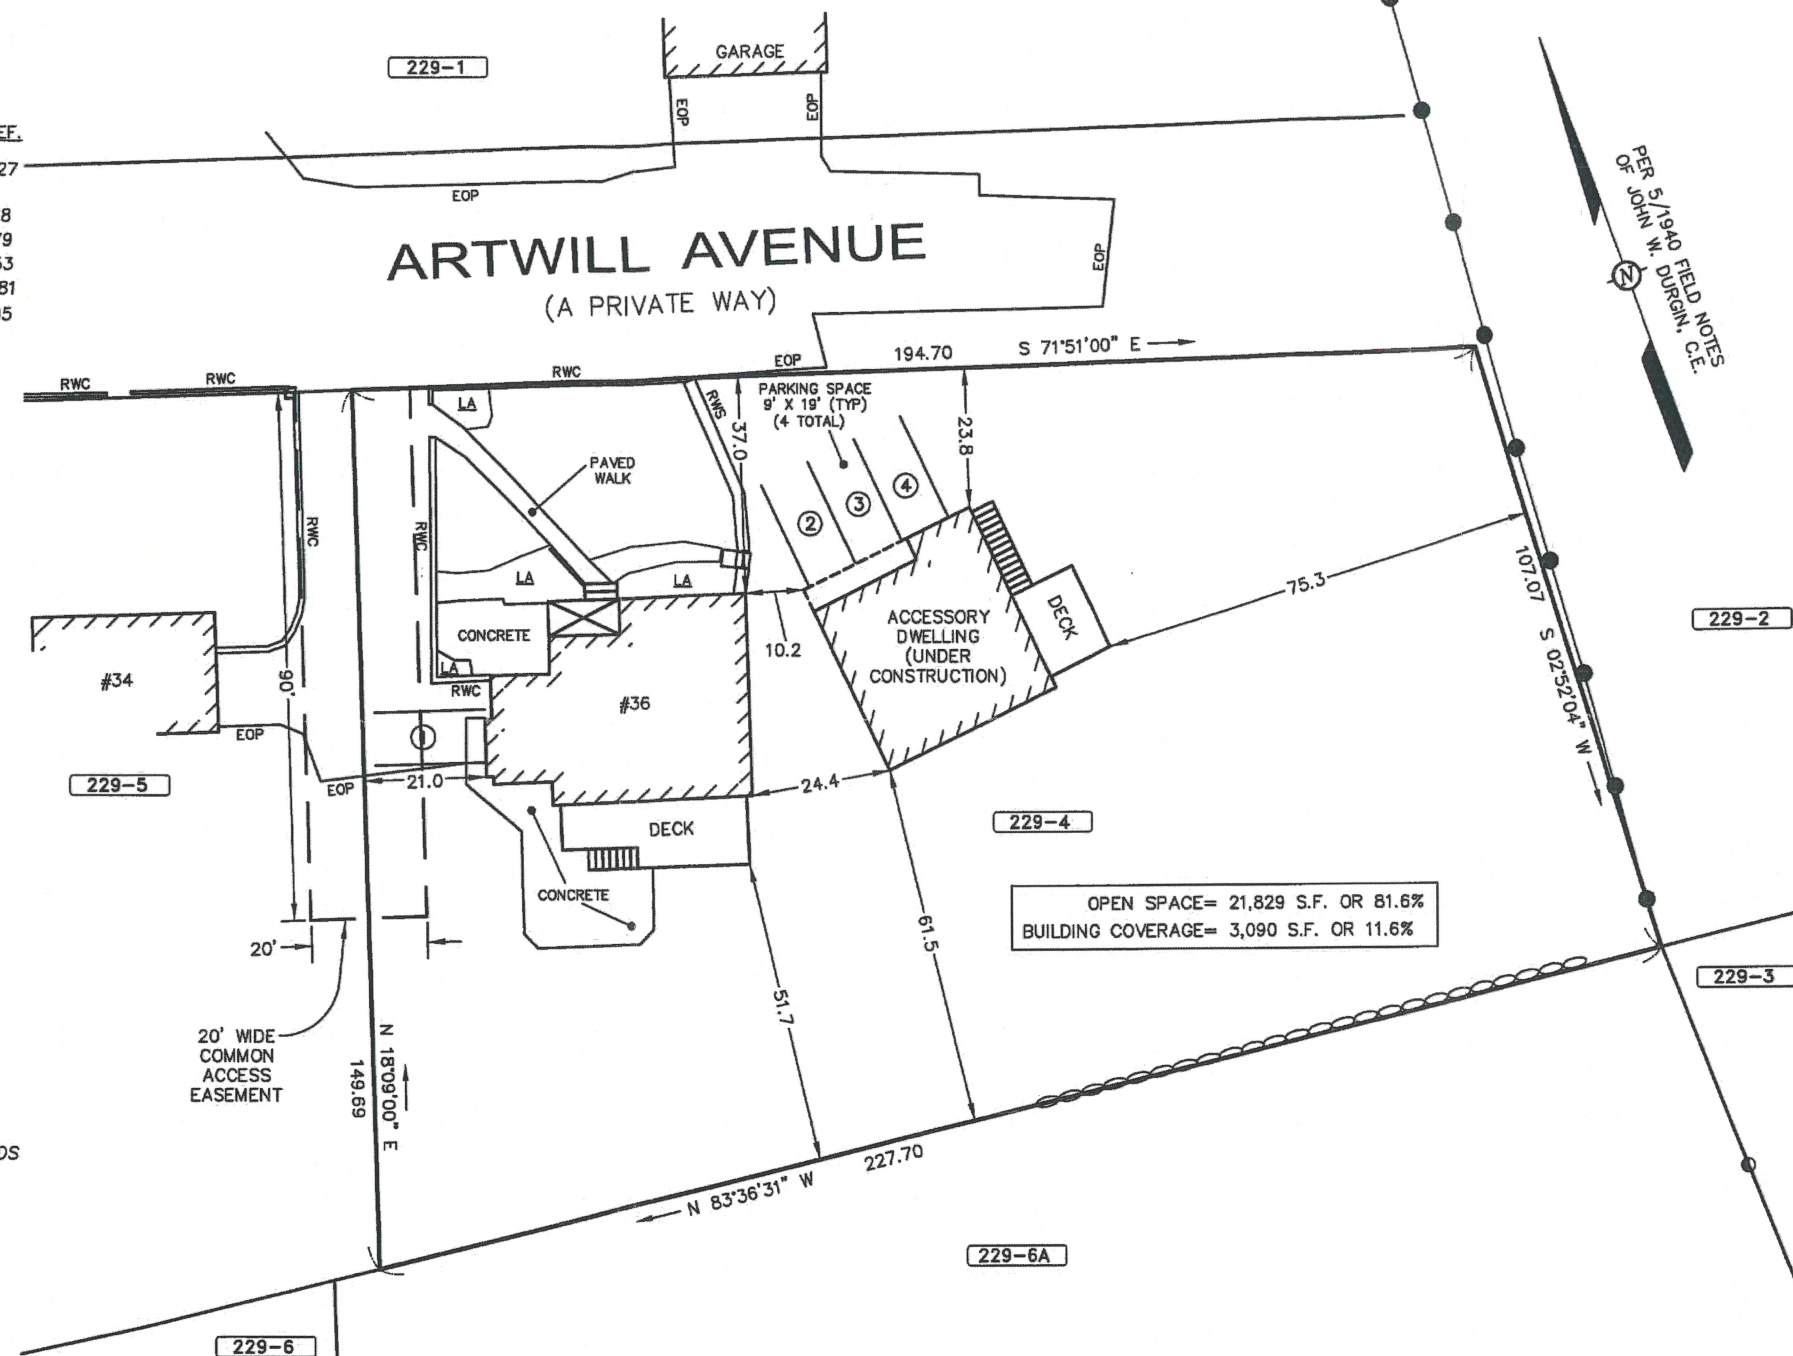 229-1
GARAGE
EOP
EOP
EF.
27
8
79
53
81
05
EOP
ARTWILL AVENUE
(A PRIVATE WAY)
EOP
PER 5/1940 FIELD NOTES
OF JOHN W. DURGIN, C.E.
N
RWC
RWC
RWC
EOP
194.70
S 71°51'00" E
LA
RWS
37.0
PARKING SPACE
9' X 19' (TYP)
(4 TOTAL)
23.8
PAVED
WALK
2
3
4
RWC
RWC
LA
LA
CONCRETE
LA
RWC
10.2
ACCESSORY
DWELLING
(UNDER
CONSTRUCTION)
DECK
75.3
107.07
S 02°52'04" W
229-2
#34
90'
#36
EOP
1
229-5
EOP
21.0
24.4
229-4
DECK
CONCRETE
OPEN SPACE= 21,829 S.F. OR 81.6%
BUILDING COVERAGE= 3,090 S.F. OR 11.6%
20'
61.5
51.7
229-3
20' WIDE
COMMON
ACCESS
EASEMENT
N 18°09'00" E
149.69
OS
227.70
N 83°36'31" W
229-6A
229-6